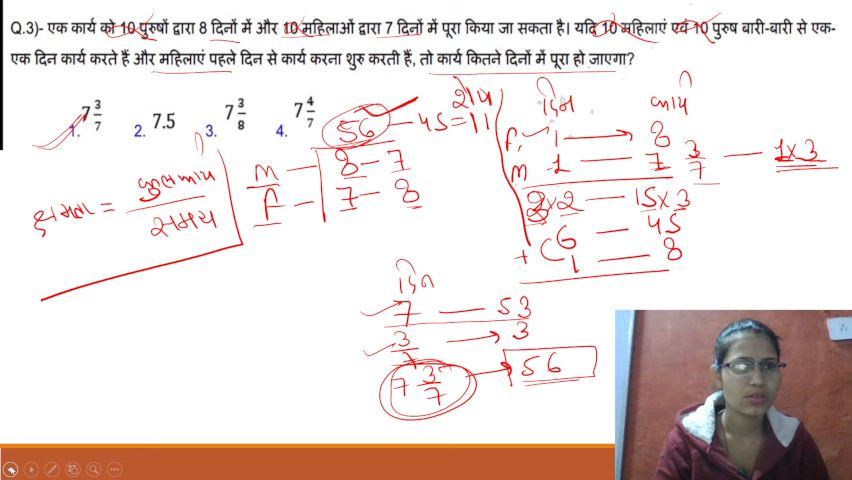 Q.3)- एक कार्य को 10 पुरुषों द्वारा 8 दिनों में और 10 महिलाओं द्वारा 7 दिनों में पूरा किया जा सकता है। यदि 10 महिलाएं एवं 10 पुरुष बारी-बारी से एक-
एक दिन कार्य करते हैं और महिलाएं पहले दिन से कार्य करना शुरू करती हैं, तो कार्य कितने दिनों में पूरा हो जाएगा?
1. 7 3/7 2. 7.5 3. 7 3/8 4. 7 4/7
क्षमता = कुलकार्य / समय
56 — 45 = 11 शेष
m — 8 — 7
f — 7 — 8
दिन कार्य
f, 1 → 8
m 1 — 7 3/7 — 1x3
2x2 — 15x3
6 — 45
+ 1 — 8
दिन
7 — 53
3/7 → 3
7 3/7 → 56